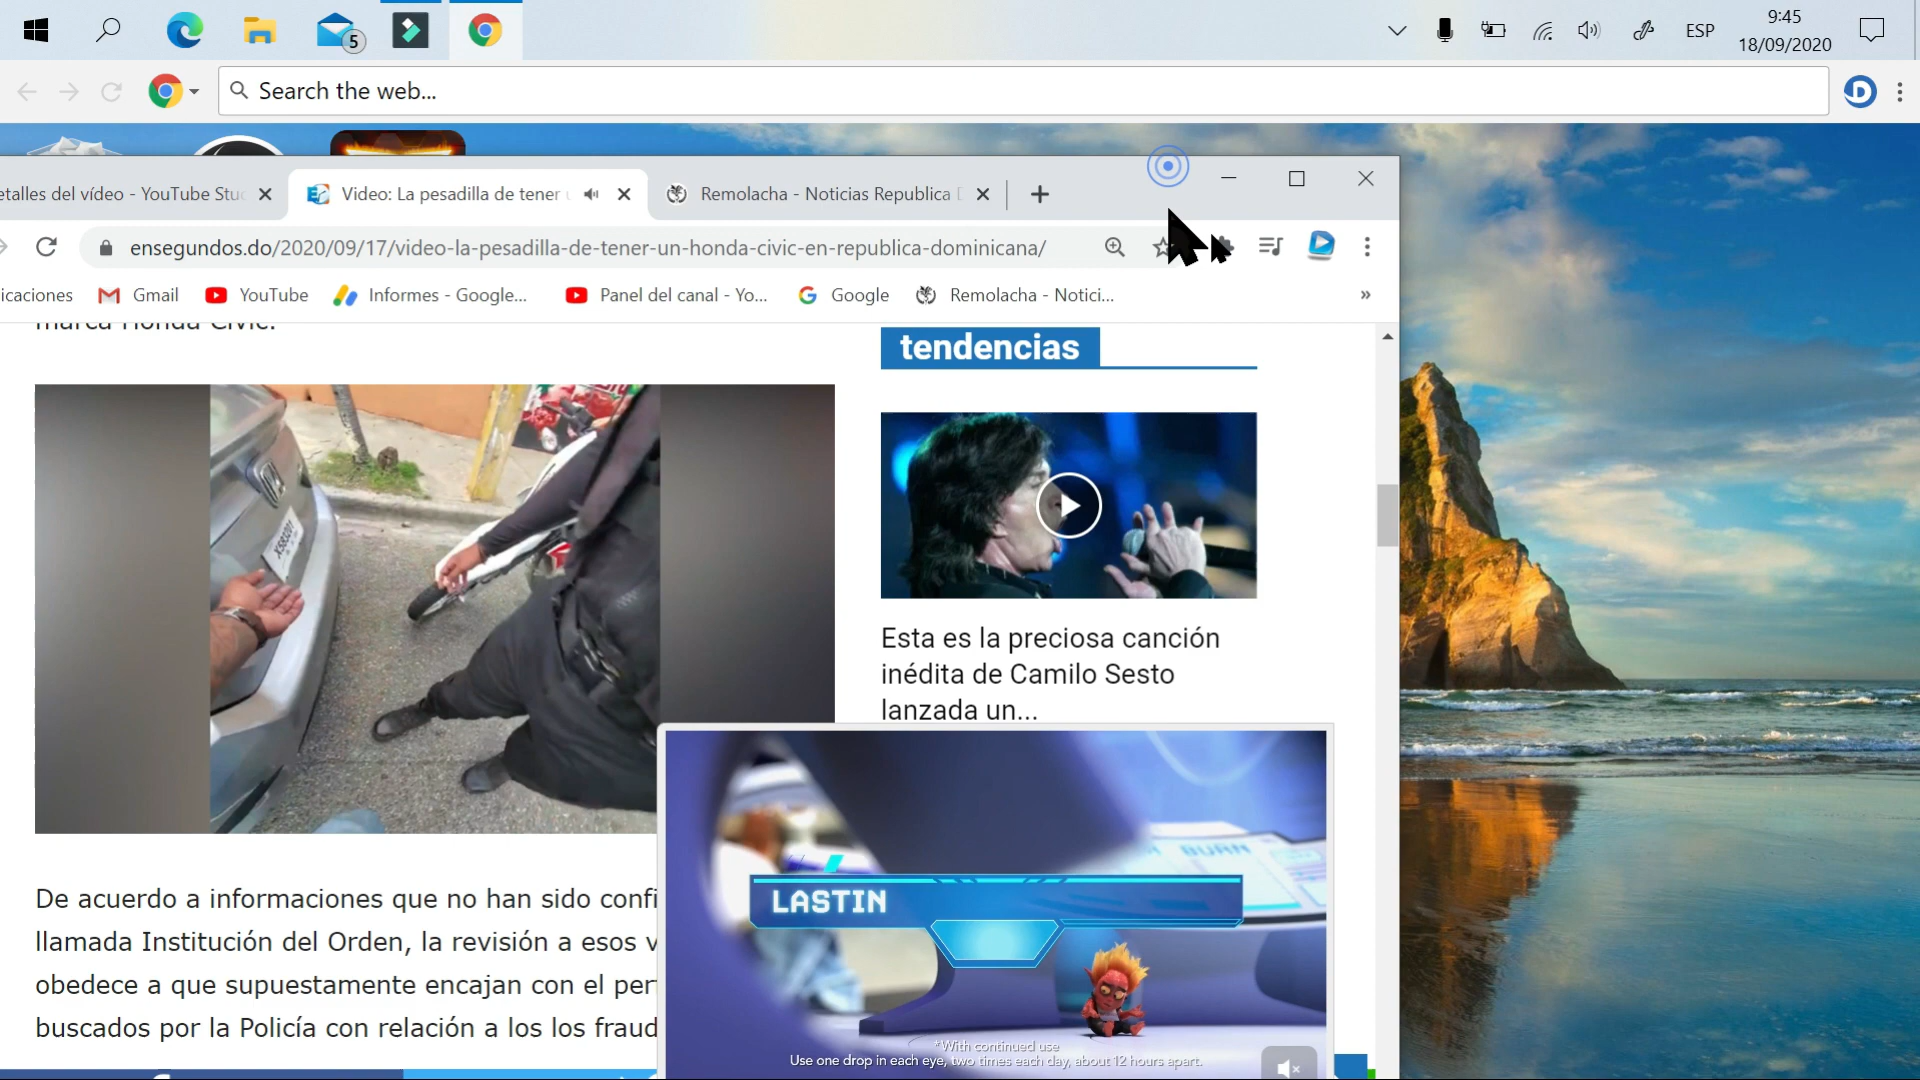 5
ESP
9:45
18/09/2020
Search the web...
etalles del vídeo - YouTube Stu
Video: La pesadilla de tener
Remolacha - Noticias Republica
ensegundos.do/2020/09/17/video-la-pesadilla-de-tener-un-honda-civic-en-republica-dominicana/
icaciones
Gmail
YouTube
Informes - Google...
Panel del canal - Yo...
Google
Remolacha - Notici...
»
marca Honda Civic.
tendencias
X583201
Esta es la preciosa canción
inédita de Camilo Sesto
lanzada un...
BURN
LASTIN
*With continued use
Use one drop in each eye, two times each day, about 12 hours apart.
De acuerdo a informaciones que no han sido confi
llamada Institución del Orden, la revisión a esos v
obedece a que supuestamente encajan con el per
buscados por la Policía con relación a los los fraud